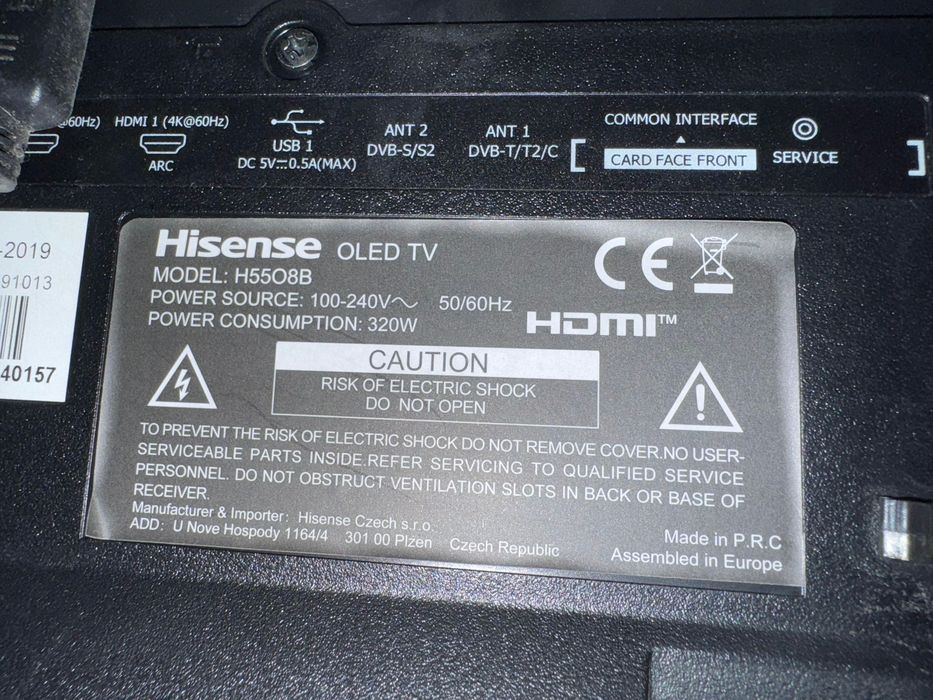 @60Hz)
HDMI 1 (4K@60Hz)
ARC
USB 1
DC 5V⎓0.5A(MAX)
ANT 2
DVB-S/S2
ANT 1
DVB-T/T2/C
COMMON INTERFACE
CARD FACE FRONT
SERVICE
-2019
91013
40157
Hisense OLED TV
MODEL: H55O8B
POWER SOURCE: 100-240V～ 50/60Hz
POWER CONSUMPTION: 320W
CE
HDMI™
CAUTION
RISK OF ELECTRIC SHOCK
DO NOT OPEN
TO PREVENT THE RISK OF ELECTRIC SHOCK DO NOT REMOVE COVER.NO USER-
SERVICEABLE PARTS INSIDE.REFER SERVICING TO QUALIFIED SERVICE
PERSONNEL. DO NOT OBSTRUCT VENTILATION SLOTS IN BACK OR BASE OF
RECEIVER.
Manufacturer & Importer: Hisense Czech s.r.o.
ADD: U Nove Hospody 1164/4 301 00 Plzen Czech Republic
Made in P.R.C
Assembled in Europe